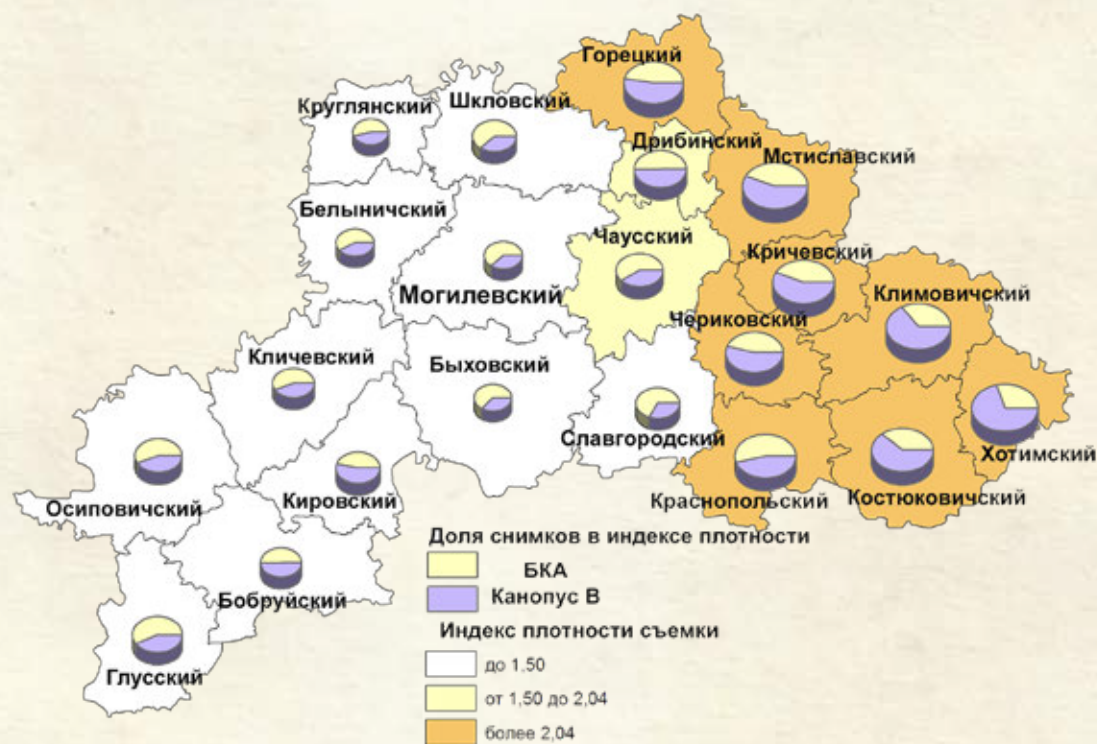 Горецкий
Круглянский
Шкловский
Дрибинский
Мстиславский
Белыничский
Чаусский
Кричевский
Могилевский
Климовичский
Чериковский
Кличевский
Быховский
Славгородский
Хотимский
Осиповичский
Кировский
Краснопольский
Костюковичский
Бобруйский
Глусский
Доля снимков в индексе плотности
БКА
Канопус В
Индекс плотности съемки
до 1.50
от 1,50 до 2,04
более 2,04